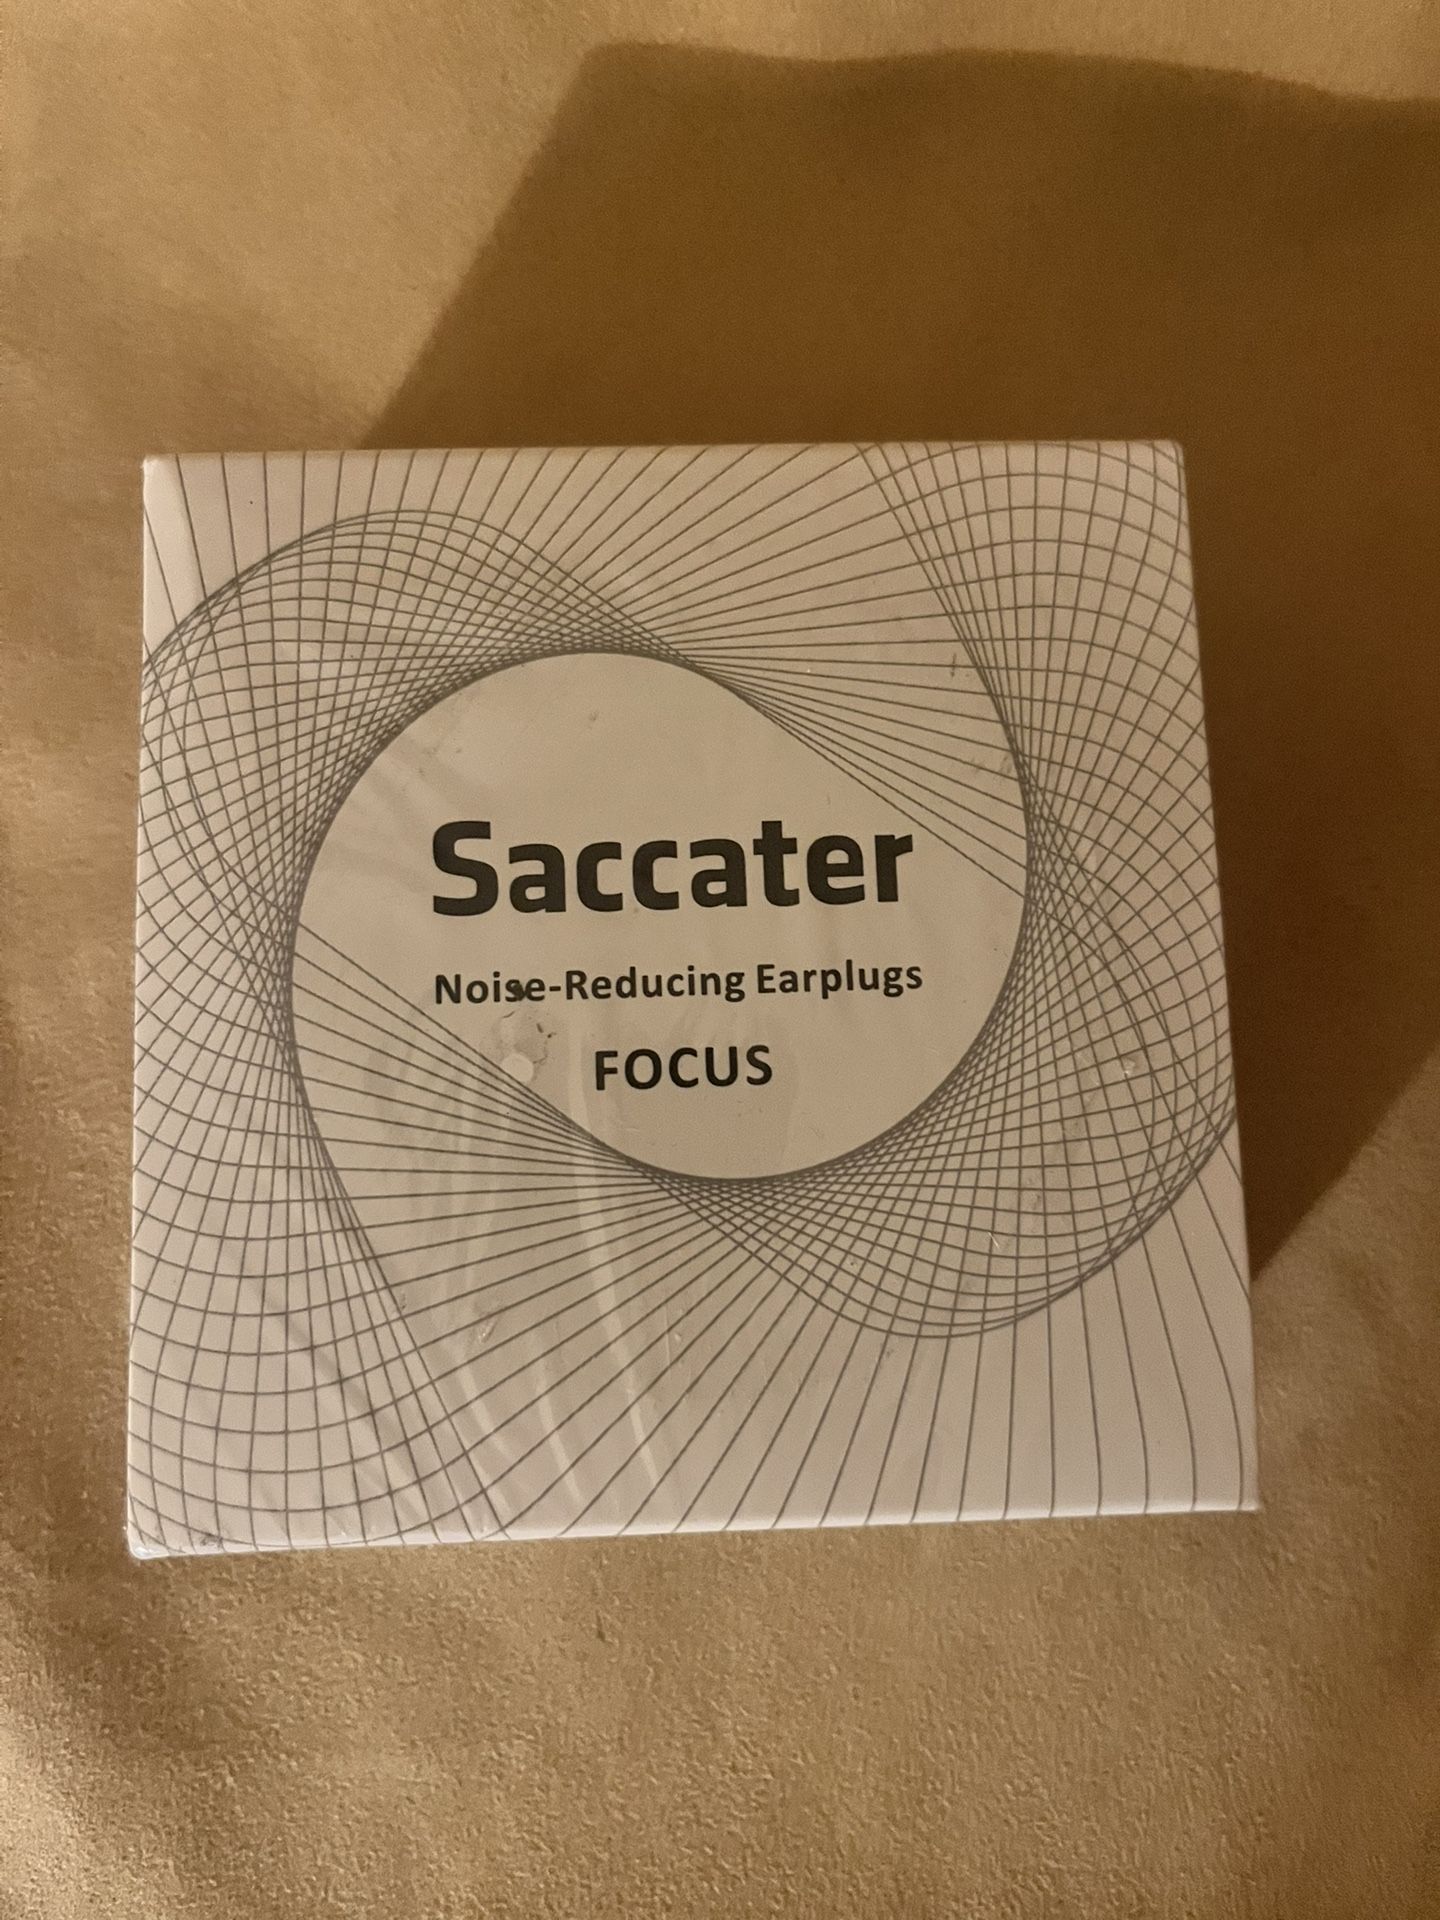 Saccater
Noise-Reducing Earplugs
FOCUS